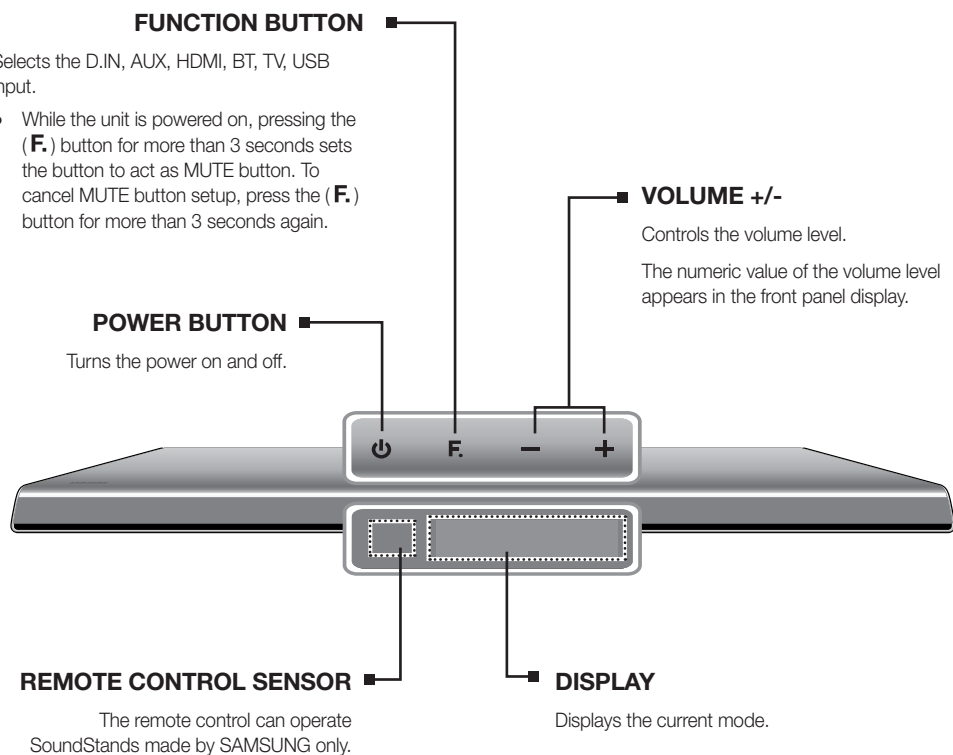 FUNCTION BUTTON
Selects the D.IN, AUX, HDMI, BT, TV, USB
input.
• While the unit is powered on, pressing the
( F. ) button for more than 3 seconds sets
the button to act as MUTE button. To
cancel MUTE button setup, press the ( F. )
button for more than 3 seconds again.
VOLUME +/-
Controls the volume level.
The numeric value of the volume level
appears in the front panel display.
POWER BUTTON
Turns the power on and off.
F. − +
REMOTE CONTROL SENSOR
The remote control can operate
SoundStands made by SAMSUNG only.
DISPLAY
Displays the current mode.